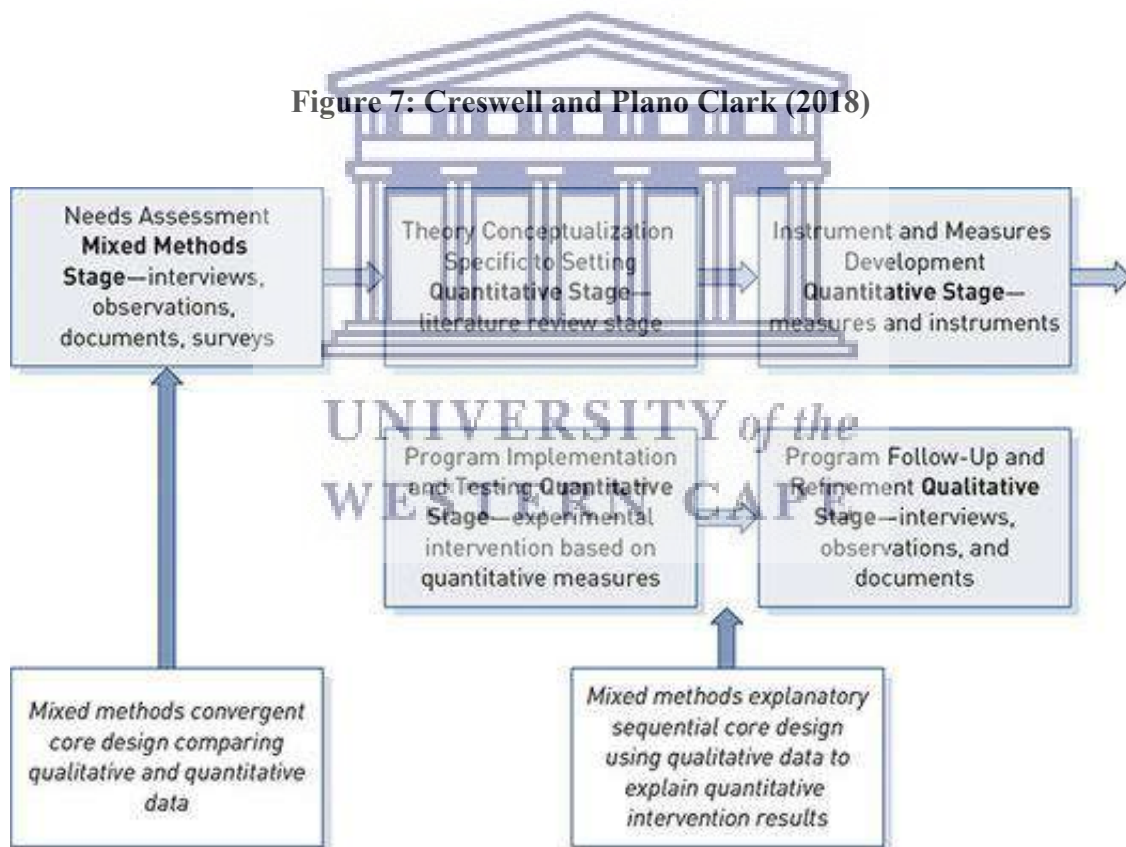 Figure 7: Creswell and Plano Clark (2018)
Needs Assessment
Mixed Methods
Stage—interviews,
observations,
documents, surveys
Theory Conceptualization
Specific to Setting
Quantitative Stage—
literature review stage
Instrument and Measures
Development
Quantitative Stage—
measures and instruments
UNIVERSITY of the
WESTERN CAPE
Program Implementation
and Testing Quantitative
Stage—experimental
intervention based on
quantitative measures
Program Follow-Up and
Refinement Qualitative
Stage—interviews,
observations, and
documents
Mixed methods convergent
core design comparing
qualitative and quantitative
data
Mixed methods explanatory
sequential core design
using qualitative data to
explain quantitative
intervention results